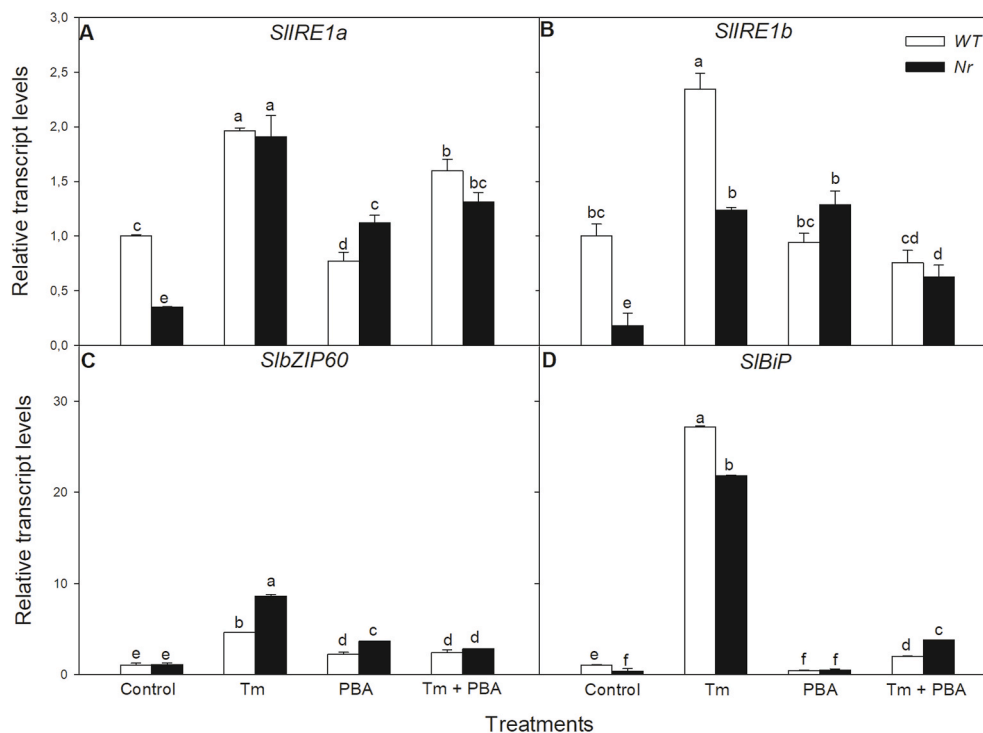 A
SlIRE1a
3,0
2,5
2,0
1,5
1,0
0,5
0,0
Relative transcript levels
c
e
a
a
d
c
b
bc
B
SlIRE1b
WT
Nr
bc
e
a
b
bc
b
cd
d
C
SlbZIP60
30
20
10
0
Relative transcript levels
e
e
b
a
d
c
d
d
Control
Tm
PBA
Tm + PBA
D
SlBiP
e
f
a
b
f
f
d
c
Control
Tm
PBA
Tm + PBA
Treatments